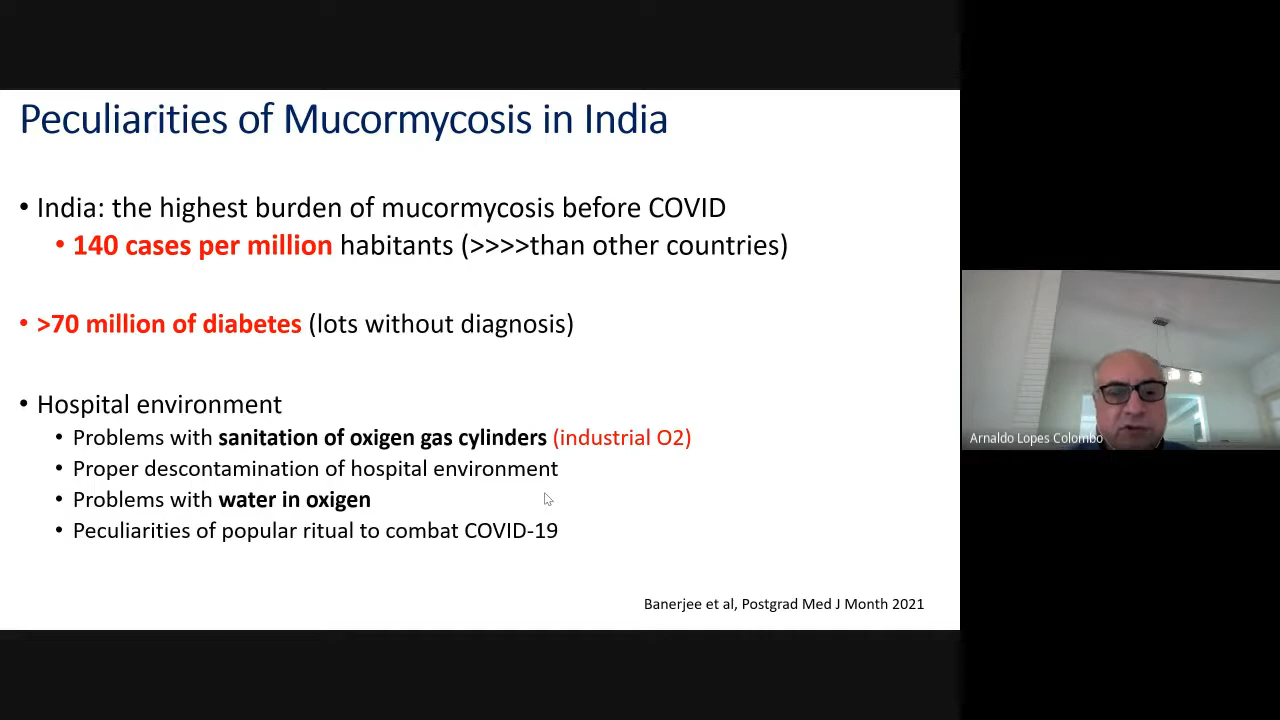 Peculiarities of Mucormycosis in India
• India: the highest burden of mucormycosis before COVID
• 140 cases per million habitants (>>>>than other countries)
• >70 million of diabetes (lots without diagnosis)
• Hospital environment
• Problems with sanitation of oxigen gas cylinders (industrial O2)
• Proper descontamination of hospital environment
• Problems with water in oxigen
• Peculiarities of popular ritual to combat COVID-19
Banerjee et al, Postgrad Med J Month 2021
Arnaldo Lopes Colombo